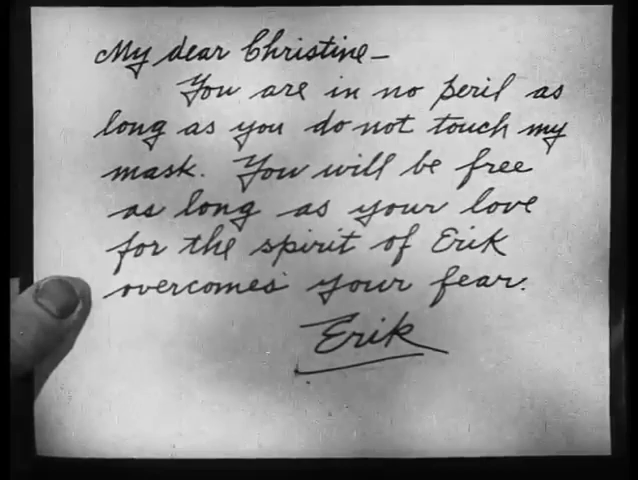 My dear Christine—
You are in no peril as
long as you do not touch my
mask. You will be free
as long as your love
for the spirit of Erik
overcomes your fear.
Erik